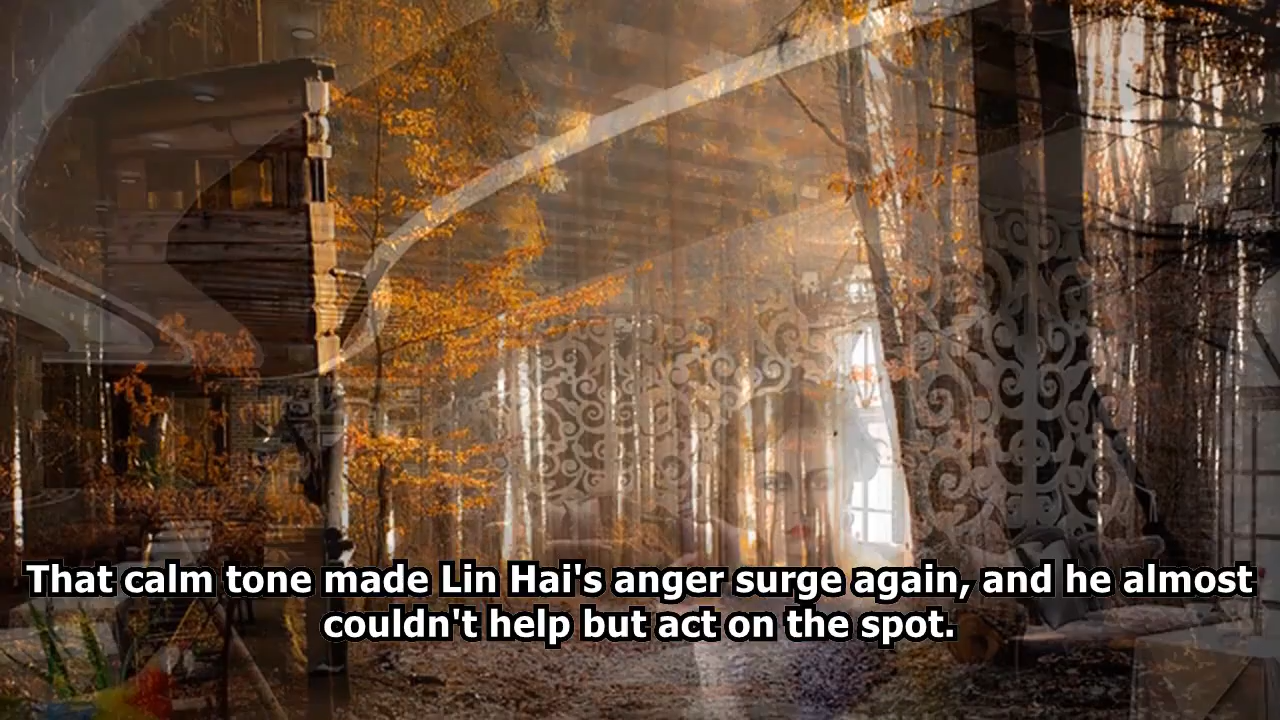 That calm tone made Lin Hai's anger surge again, and he almost
couldn't help but act on the spot.